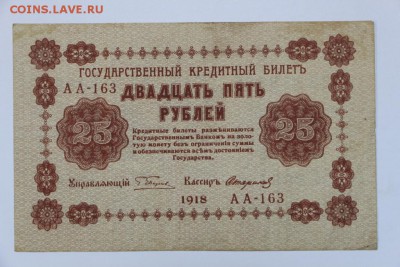 COINS.LAVE.RU
ГОСУДАРСТВЕННЫЙ КРЕДИТНЫЙ БИЛЕТЪ
АА-163
ДВАДЦАТЬ ПЯТЬ
РУБЛЕЙ
25
25
Кредитные билеты размѣниваются
Государственнымъ Банкомъ на золо-
тую монету безъ ограниченія суммы
и обезпечиваются всѣмъ достояніемъ
Государства.
Управляющій
Кассиръ
1918
АА-163